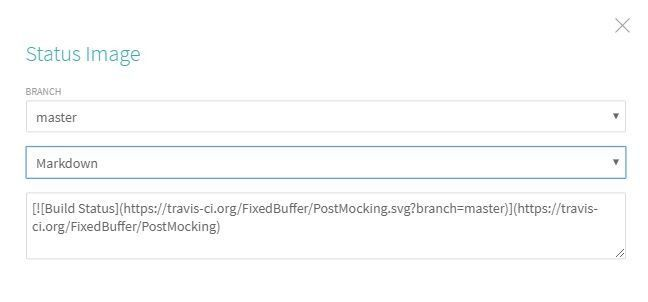 Status Image
BRANCH
master
Markdown
[![Build Status](https://travis-ci.org/FixedBuffer/PostMocking.svg?branch=master)](https://travis-
ci.org/FixedBuffer/PostMocking)